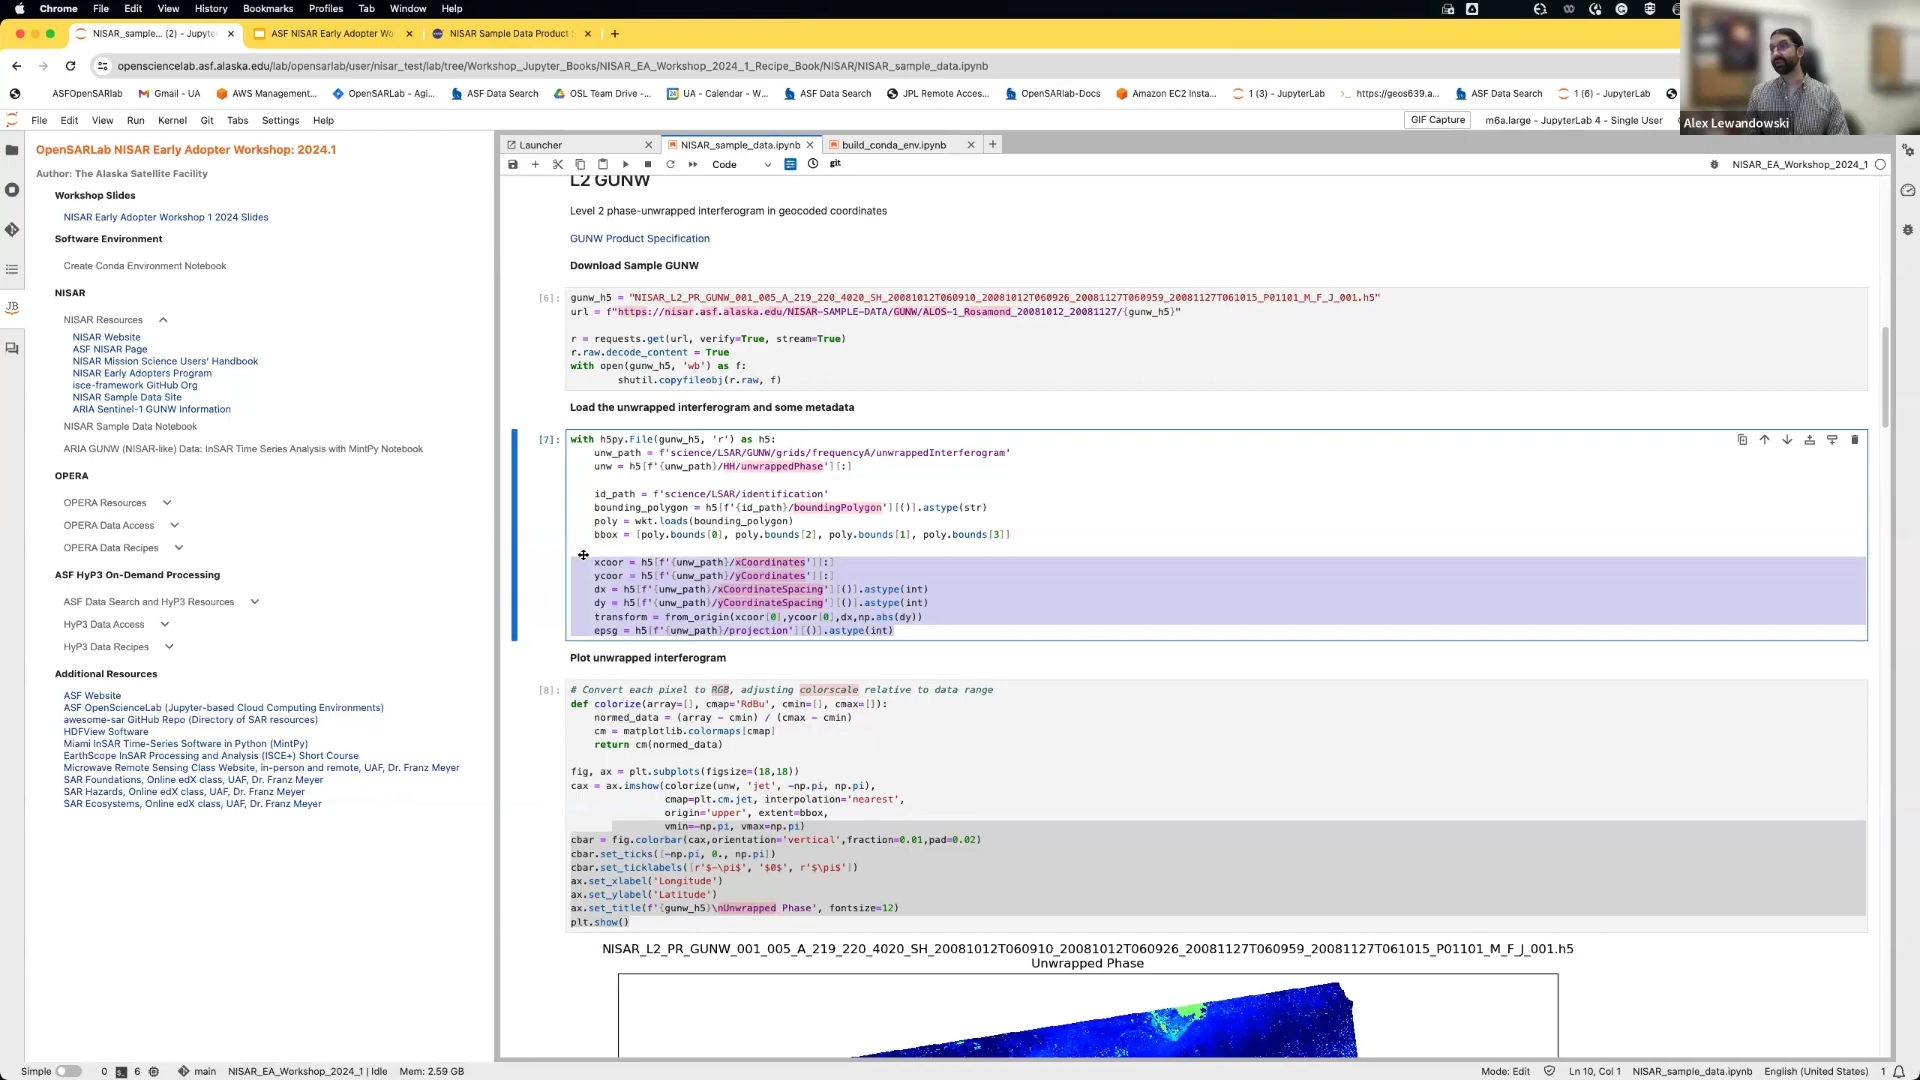 Chrome File Edit View History Bookmarks Profiles Tab Window Help
NISAR_sample... (2) - Jupyte
ASF NISAR Early Adopter Wo
NISAR Sample Data Product
opensciencelab.asf.alaska.edu/lab/opensarlab/user/nisar_test/lab/tree/Workshop_Jupyter_Books/NISAR_EA_Workshop_2024_1_Recipe_Book/NISAR/NISAR_sample_data.ipynb
ASFOpenSARlab Gmail - UA AWS Management... OpenSARLab - Agi... ASF Data Search OSL Team Drive -... UA - Calendar - W... ASF Data Search JPL Remote Acces... OpenSARlab-Docs Amazon EC2 Insta... 1 (3) - JupyterLab https://geos639.a... ASF Data Search 1 (6) - JupyterLab
Alex Lewandowski
File Edit View Run Kernel Git Tabs Settings Help
GIF Capture m6a.large - JupyterLab 4 - Single User
OpenSARLab NISAR Early Adopter Workshop: 2024.1
Author: The Alaska Satellite Facility
Workshop Slides
NISAR Early Adopter Workshop 1 2024 Slides
Software Environment
Create Conda Environment Notebook
NISAR
NISAR Resources
NISAR Website
ASF NISAR Page
NISAR Mission Science Users' Handbook
NISAR Early Adopters Program
isce-framework GitHub Org
NISAR Sample Data Site
ARIA Sentinel-1 GUNW Information
NISAR Sample Data Notebook
ARIA GUNW (NISAR-like) Data: InSAR Time Series Analysis with MintPy Notebook
OPERA
OPERA Resources
OPERA Data Access
OPERA Data Recipes
ASF HyP3 On-Demand Processing
ASF Data Search and HyP3 Resources
HyP3 Data Access
HyP3 Data Recipes
Additional Resources
ASF Website
ASF OpenScienceLab (Jupyter-based Cloud Computing Environments)
awesome-sar GitHub Repo (Directory of SAR resources)
HDFView Software
Miami InSAR Time-Series Software in Python (MintPy)
EarthScope InSAR Processing and Analysis (ISCE+) Short Course
Microwave Remote Sensing Class Website, in-person and remote, UAF, Dr. Franz Meyer
SAR Foundations, Online edX class, UAF, Dr. Franz Meyer
SAR Hazards, Online edX class, UAF, Dr. Franz Meyer
SAR Ecosystems, Online edX class, UAF, Dr. Franz Meyer
Launcher NISAR_sample_data.ipynb build_conda_env.ipynb
Code git NISAR_EA_Workshop_2024_1
L2 GUNW
Level 2 phase-unwrapped interferogram in geocoded coordinates
GUNW Product Specification
Download Sample GUNW
[6]: gunw_h5 = "NISAR_L2_PR_GUNW_001_005_A_219_220_4020_SH_20081012T060910_20081012T060926_20081127T060959_20081127T061015_P01101_M_F_J_001.h5"
url = f"https://nisar.asf.alaska.edu/NISAR-SAMPLE-DATA/GUNW/ALOS-1_Rosamond_20081012_20081127/{gunw_h5}"
r = requests.get(url, verify=True, stream=True)
r.raw.decode_content = True
with open(gunw_h5, 'wb') as f:
shutil.copyfileobj(r.raw, f)
Load the unwrapped interferogram and some metadata
[7]: with h5py.File(gunw_h5, 'r') as h5:
unw_path = f'science/LSAR/GUNW/grids/frequencyA/unwrappedInterferogram'
unw = h5[f'{unw_path}/HH/unwrappedPhase'][:]
id_path = f'science/LSAR/identification'
bounding_polygon = h5[f'{id_path}/boundingPolygon'][()].astype(str)
poly = wkt.loads(bounding_polygon)
bbox = [poly.bounds[0], poly.bounds[2], poly.bounds[1], poly.bounds[3]]
xcoor = h5[f'{unw_path}/xCoordinates'][:]
ycoor = h5[f'{unw_path}/yCoordinates'][:]
dx = h5[f'{unw_path}/xCoordinateSpacing'][()].astype(int)
dy = h5[f'{unw_path}/yCoordinateSpacing'][()].astype(int)
transform = from_origin(xcoor[0],ycoor[0],dx,np.abs(dy))
epsg = h5[f'{unw_path}/projection'][()].astype(int)
Plot unwrapped interferogram
[8]: # Convert each pixel to RGB, adjusting colorscale relative to data range
def colorize(array=[], cmap='RdBu', cmin=[], cmax=[]):
normed_data = (array - cmin) / (cmax - cmin)
cm = matplotlib.colormaps[cmap]
return cm(normed_data)
fig, ax = plt.subplots(figsize=(18,18))
cax = ax.imshow(colorize(unw, 'jet', -np.pi, np.pi),
cmap=plt.cm.jet, interpolation='nearest',
origin='upper', extent=bbox,
vmin=-np.pi, vmax=np.pi)
cbar = fig.colorbar(cax,orientation='vertical',fraction=0.01,pad=0.02)
cbar.set_ticks([-np.pi, 0., np.pi])
cbar.set_ticklabels([r'$-\pi$', '$0$', r'$\pi$'])
ax.set_xlabel('Longitude')
ax.set_ylabel('Latitude')
ax.set_title(f'{gunw_h5}\nUnwrapped Phase', fontsize=12)
plt.show()
NISAR_L2_PR_GUNW_001_005_A_219_220_4020_SH_20081012T060910_20081012T060926_20081127T060959_20081127T061015_P01101_M_F_J_001.h5
Unwrapped Phase
Simple 0 6 main NISAR_EA_Workshop_2024_1 | Idle Mem: 2.59 GB Mode: Edit Ln 10, Col 1 NISAR_sample_data.ipynb English (United States) 1